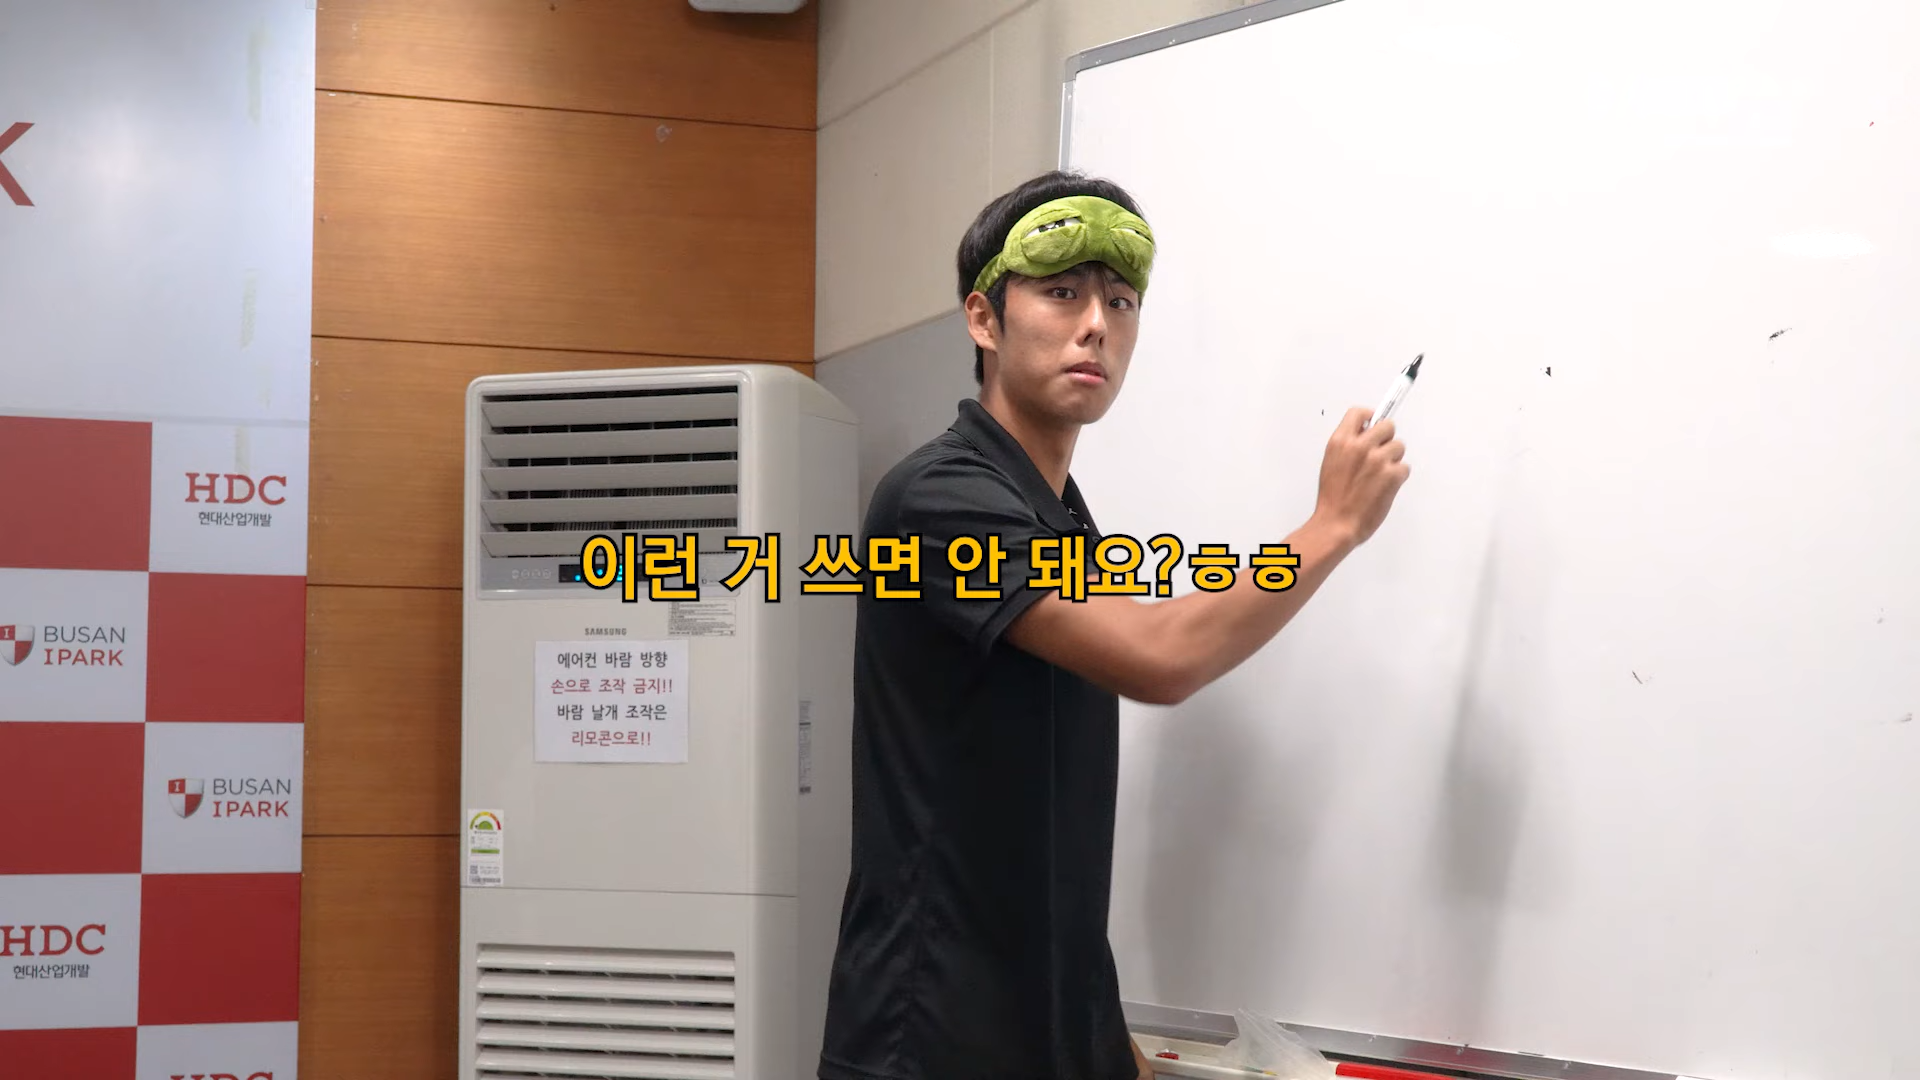 K
HDC
현대산업개발
이런 거 쓰면 안 돼요?ㅎㅎ
BUSAN
IPARK
SAMSUNG
에어컨 바람 방향
손으로 조작 금지!!
바람 날개 조작은
리모콘으로!!
BUSAN
IPARK
HDC
현대산업개발
HDC